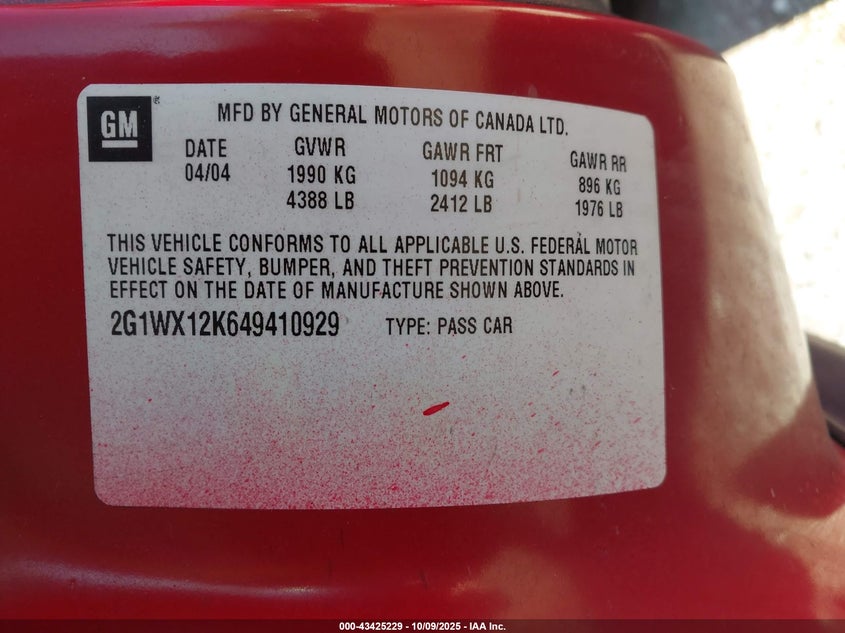 GM ® MFD BY GENERAL MOTORS OF CANADA LTD.
DATE GVWR GAWR FRT GAWR RR
04/04 1990 KG 1094 KG 896 KG
4388 LB 2412 LB 1976 LB
THIS VEHICLE CONFORMS TO ALL APPLICABLE U.S. FEDERAL MOTOR
VEHICLE SAFETY, BUMPER, AND THEFT PREVENTION STANDARDS IN
EFFECT ON THE DATE OF MANUFACTURE SHOWN ABOVE.
2G1WX12K649410929 TYPE: PASS CAR
000-43425229 - 10/09/2025 - IAA Inc.